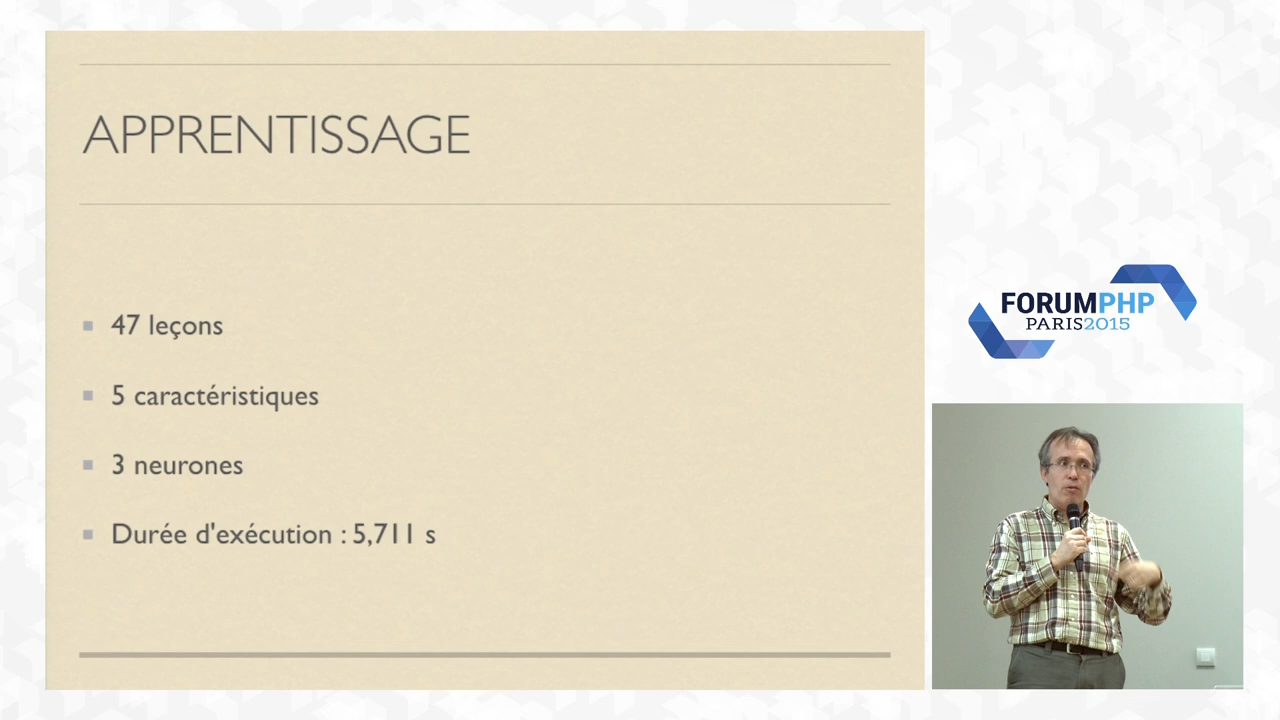 APPRENTISSAGE
47 leçons
5 caractéristiques
3 neurones
Durée d'exécution : 5,711 s
FORUMPHP
PARIS2015